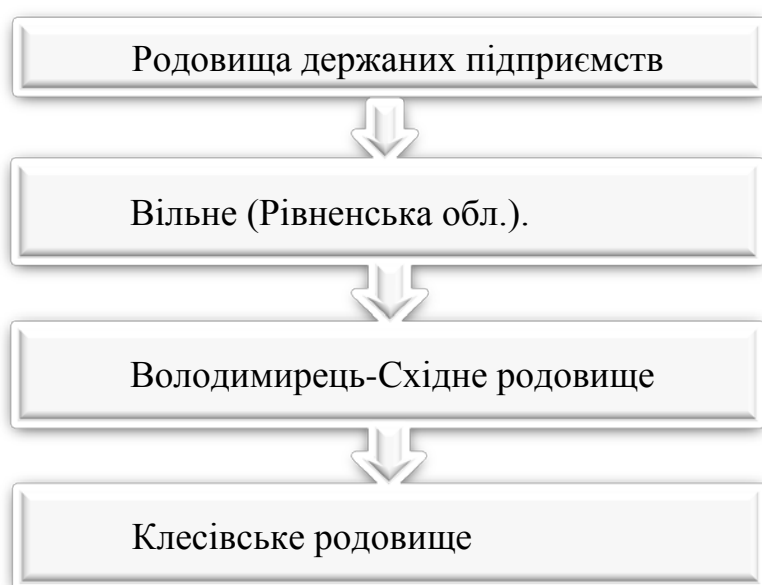 Родовища держаних підприємств
Вільне (Рівненська обл.).
Володимирець-Східне родовище
Клесівське родовище